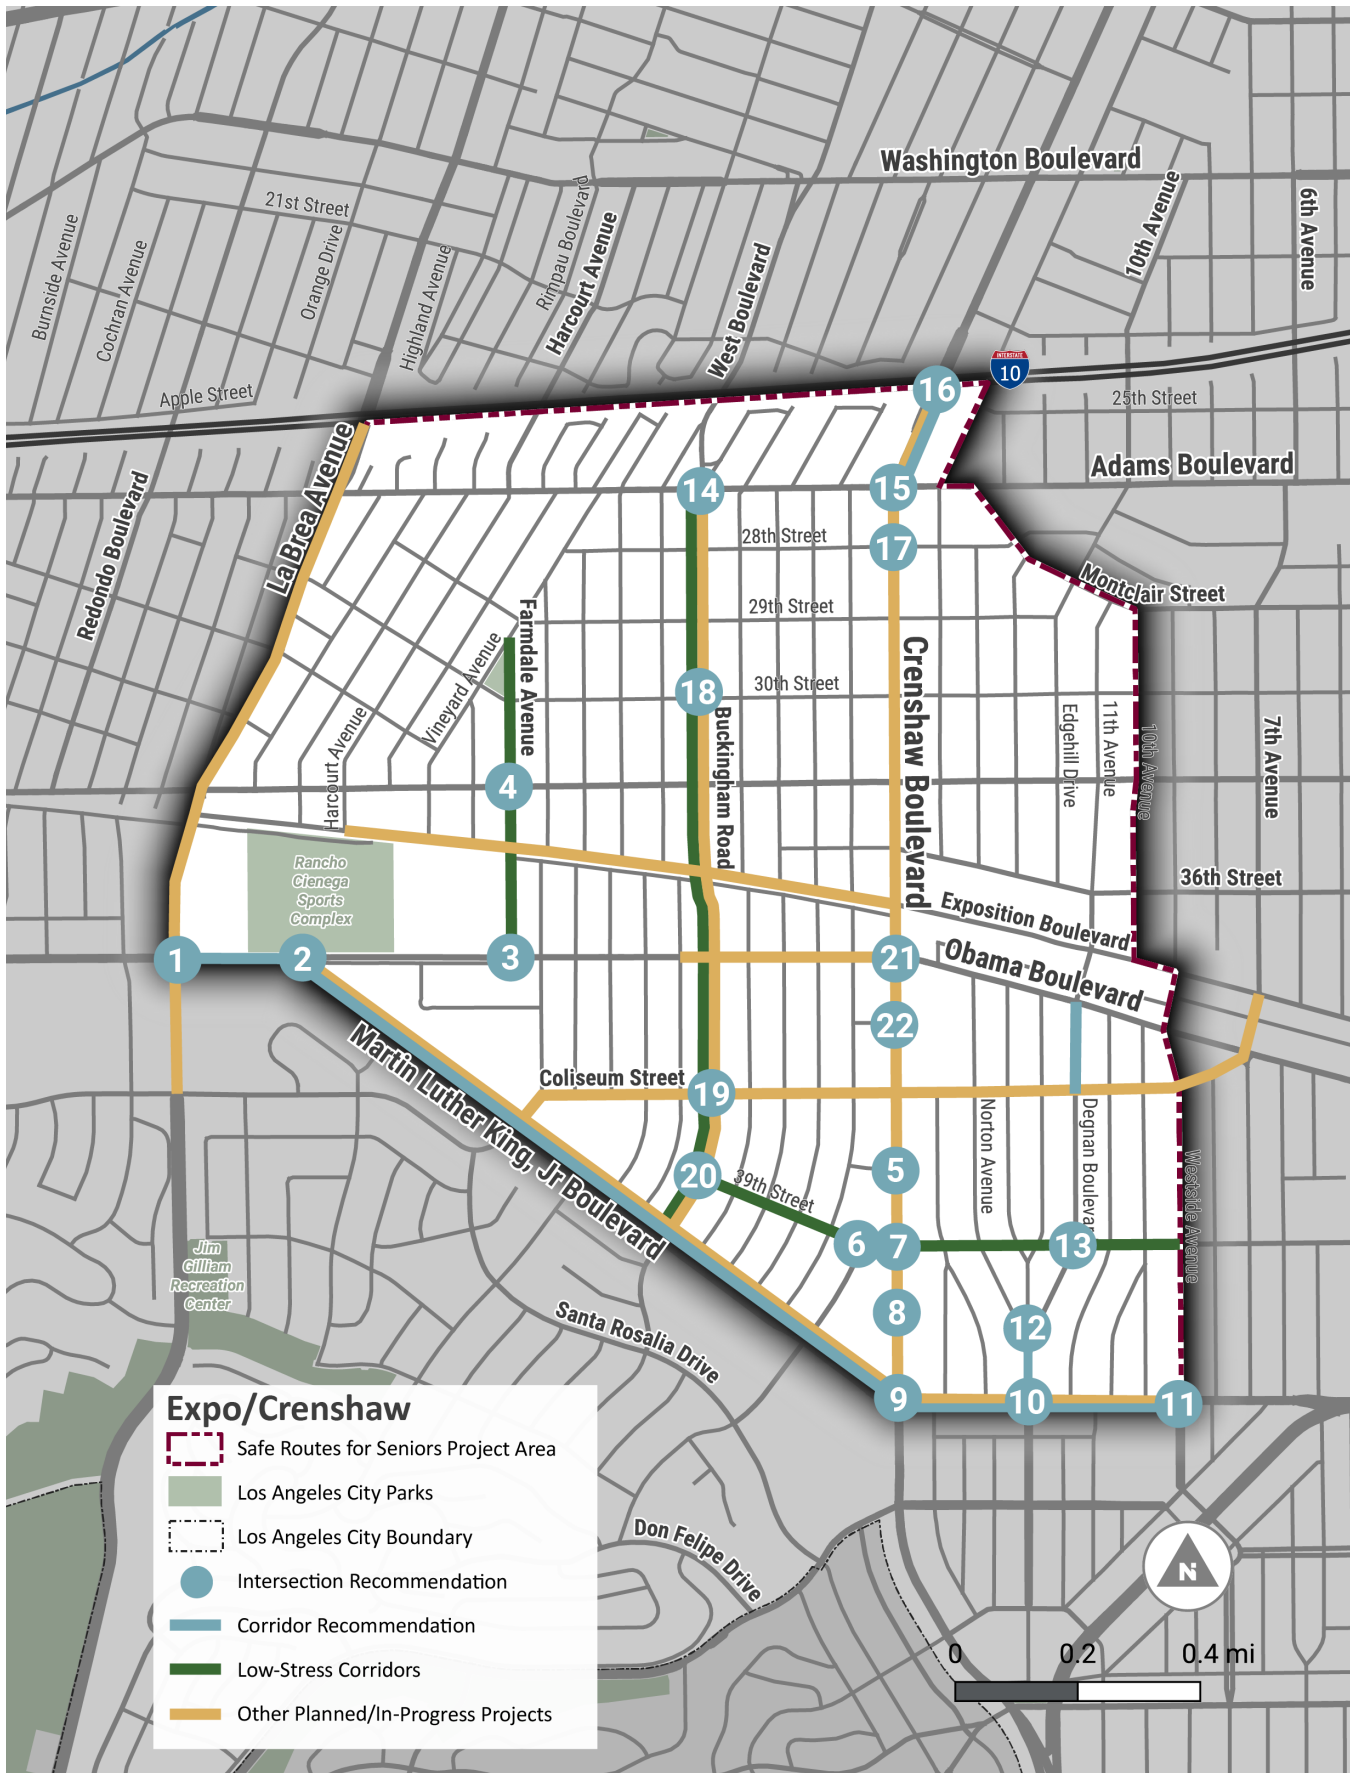 Washington Boulevard
21st Street
Burnside Avenue
Cochran Avenue
Orange Drive
Highland Avenue
Rimpau Boulevard
Harcourt Avenue
West Boulevard
10th Avenue
6th Avenue
INTERSTATE
10
16
Apple Street
25th Street
La Brea Avenue
Redondo Boulevard
Adams Boulevard
14
15
17
28th Street
29th Street
30th Street
Montclair Street
Farmdale Avenue
Vineyard Avenue
Harcourt Avenue
18
Buckingham Road
Crenshaw Boulevard
Edgehill Drive
11th Avenue
10th Avenue
7th Avenue
4
Rancho
Cienega
Sports
Complex
36th Street
Exposition Boulevard
Obama Boulevard
1
2
3
21
22
Martin Luther King, Jr Boulevard
Coliseum Street
19
Norton Avenue
Degnan Boulevar
Westside Avenue
20
39th Street
5
6
7
13
8
12
9
10
11
Jim
Gilliam
Recreation
Center
Santa Rosalia Drive
Don Felipe Drive
Expo/Crenshaw
Safe Routes for Seniors Project Area
Los Angeles City Parks
Los Angeles City Boundary
Intersection Recommendation
Corridor Recommendation
Low-Stress Corridors
Other Planned/In-Progress Projects
N
0 0.2 0.4 mi